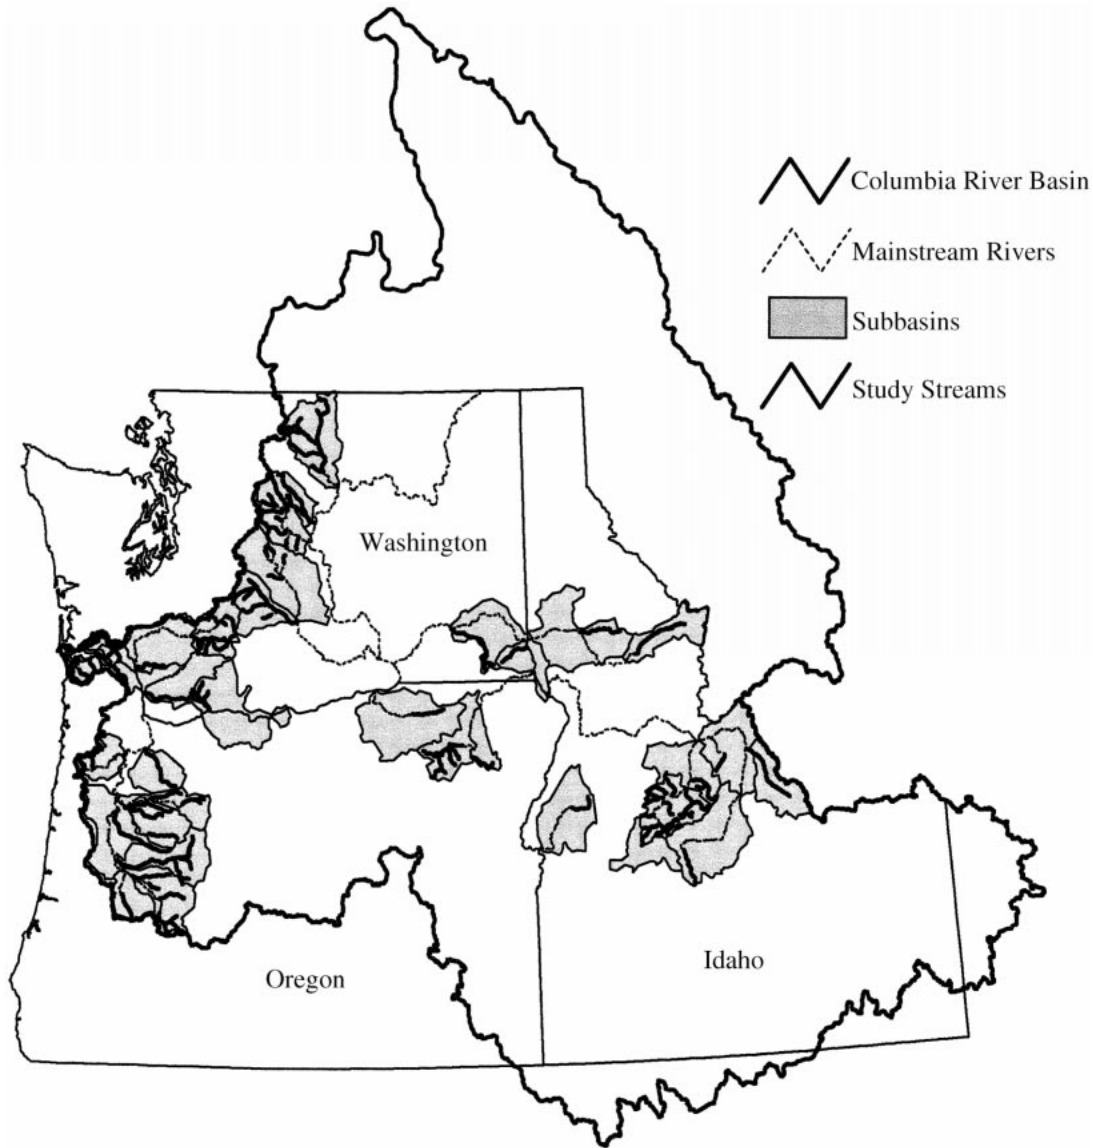 Columbia River Basin
Mainstream Rivers
Subbasins
Study Streams
Washington
Oregon
Idaho